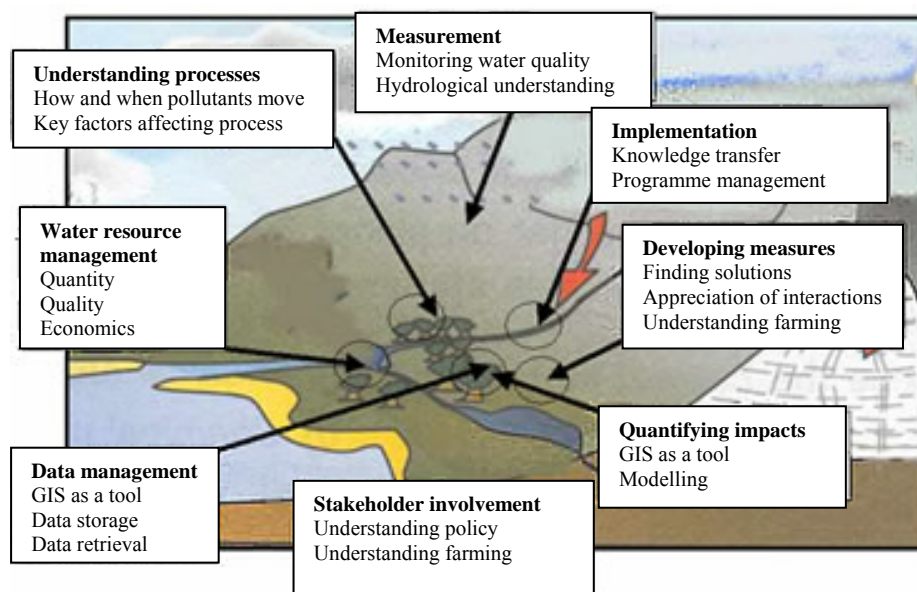 Measurement
Monitoring water quality
Hydrological understanding
Understanding processes
How and when pollutants move
Key factors affecting process
Implementation
Knowledge transfer
Programme management
Water resource
management
Quantity
Quality
Economics
Developing measures
Finding solutions
Appreciation of interactions
Understanding farming
Quantifying impacts
GIS as a tool
Modelling
Data management
GIS as a tool
Data storage
Data retrieval
Stakeholder involvement
Understanding policy
Understanding farming